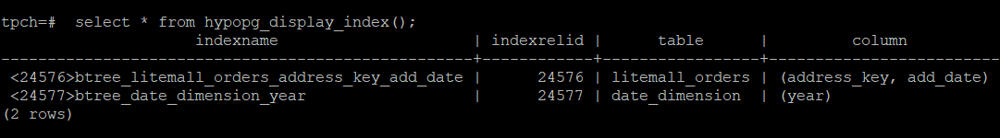 tpch=#  select * from hypopg_display_index();
indexname | indexrelid | table | column
--------------------------------------------------+------------+-----------------+--------------------------
<24576>btree_litemall_orders_address_key_add_date | 24576 | litemall_orders | (address_key, add_date)
<24577>btree_date_dimension_year | 24577 | date_dimension | (year)
(2 rows)